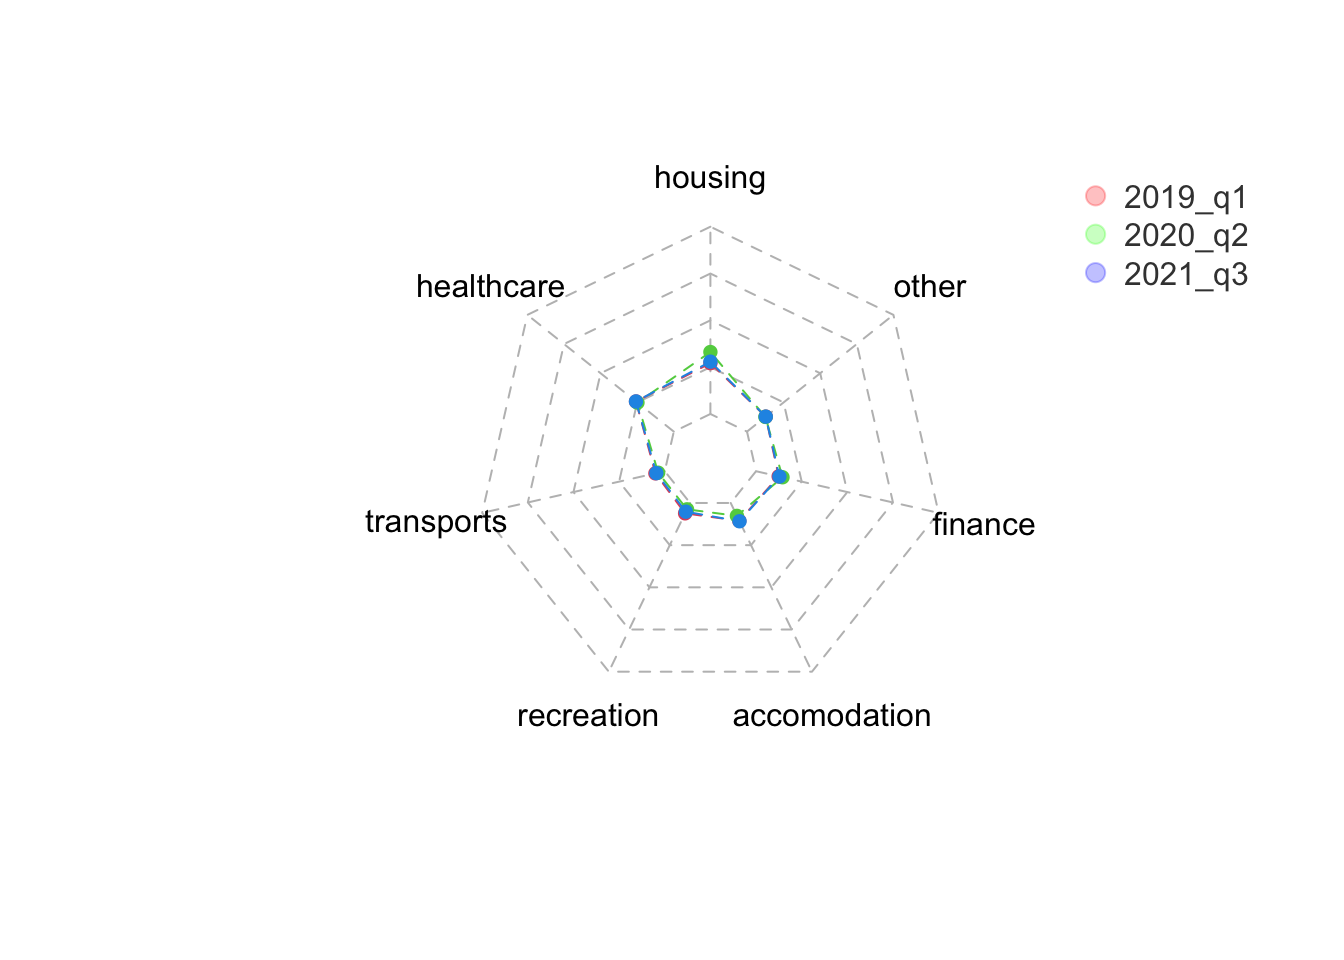 housing
healthcare
other
transports
finance
recreation
accomodation
2019_q1
2020_q2
2021_q3